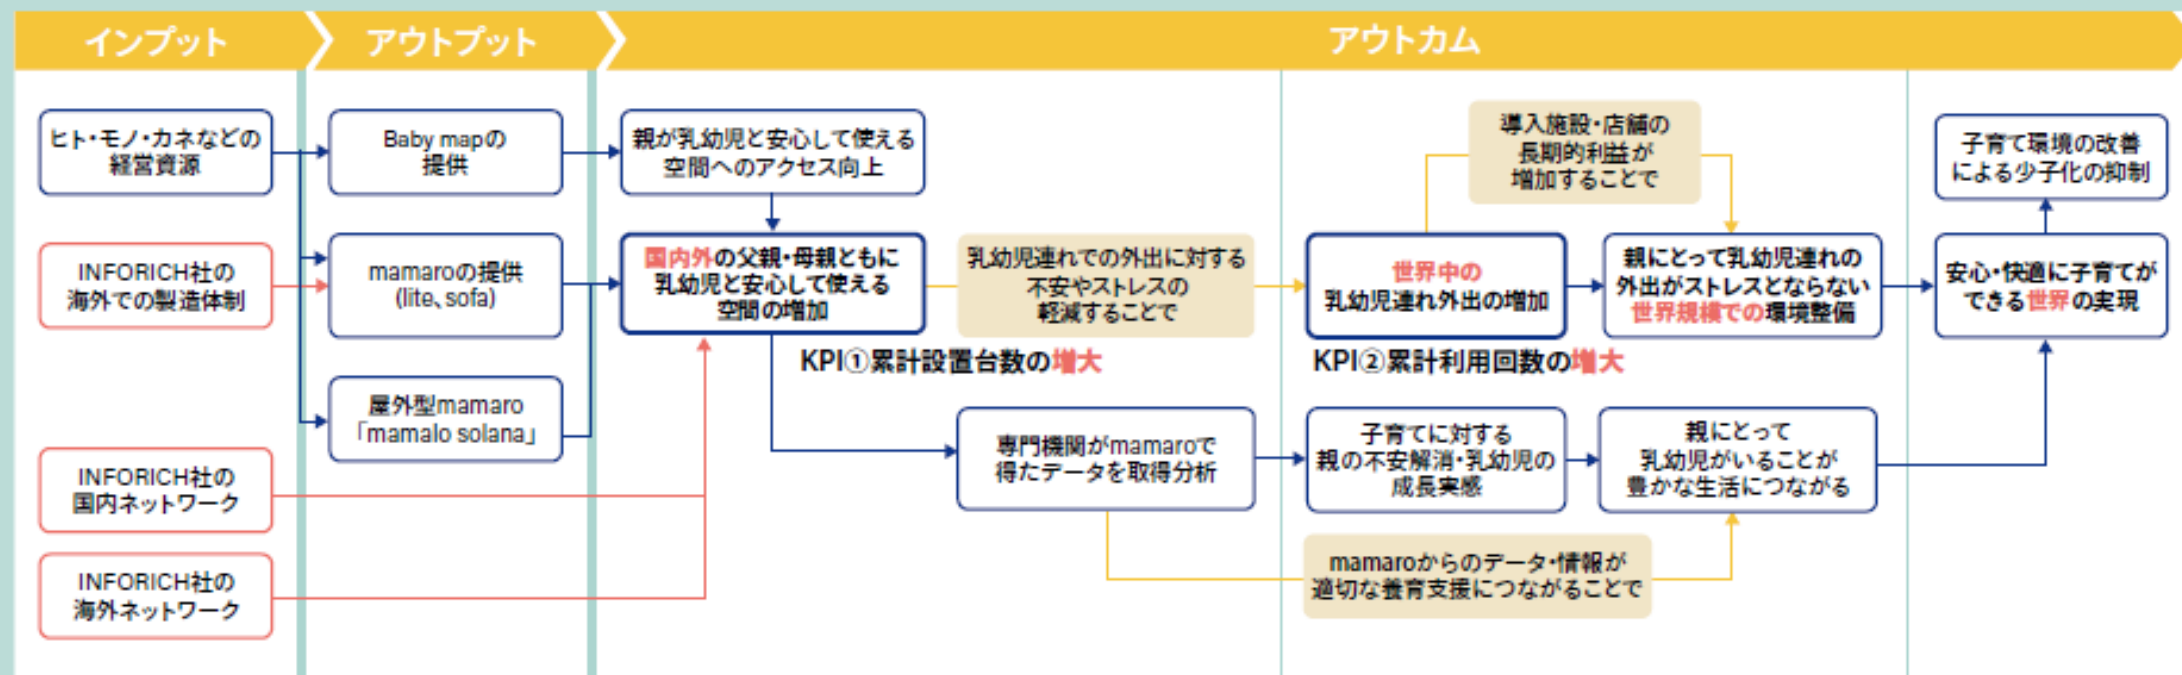 インプット
アウトプット
アウトカム
ヒト・モノ・カネなどの
経営資源
INFORICH社の
海外での製造体制
INFORICH社の
国内ネットワーク
INFORICH社の
海外ネットワーク
Baby mapの
提供
mamaroの提供
(lite、sofa)
屋外型mamaro
「mamalo solana」
親が乳幼児と安心して使える
空間へのアクセス向上
国内外の父親・母親ともに
乳幼児と安心して使える
空間の増加
KPI①累計設置台数の増大
乳幼児連れでの外出に対する
不安やストレスの
軽減することで
専門機関がmamaroで
得たデータを取得分析
導入施設・店舗の
長期的利益が
増加することで
世界中の
乳幼児連れ外出の増加
KPI②累計利用回数の増大
親にとって乳幼児連れの
外出がストレスとならない
世界規模での環境整備
子育てに対する
親の不安解消・乳幼児の
成長実感
親にとって
乳幼児がいることが
豊かな生活につながる
mamaroからのデータ・情報が
適切な養育支援につながることで
子育て環境の改善
による少子化の抑制
安心・快適に子育てが
できる世界の実現